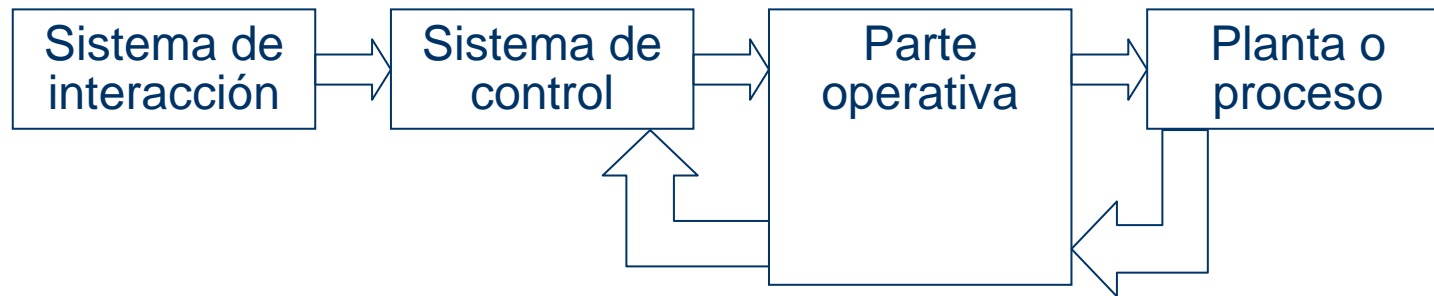 Sistema de
interacción
Sistema de
control
Parte
operativa
Planta o
proceso